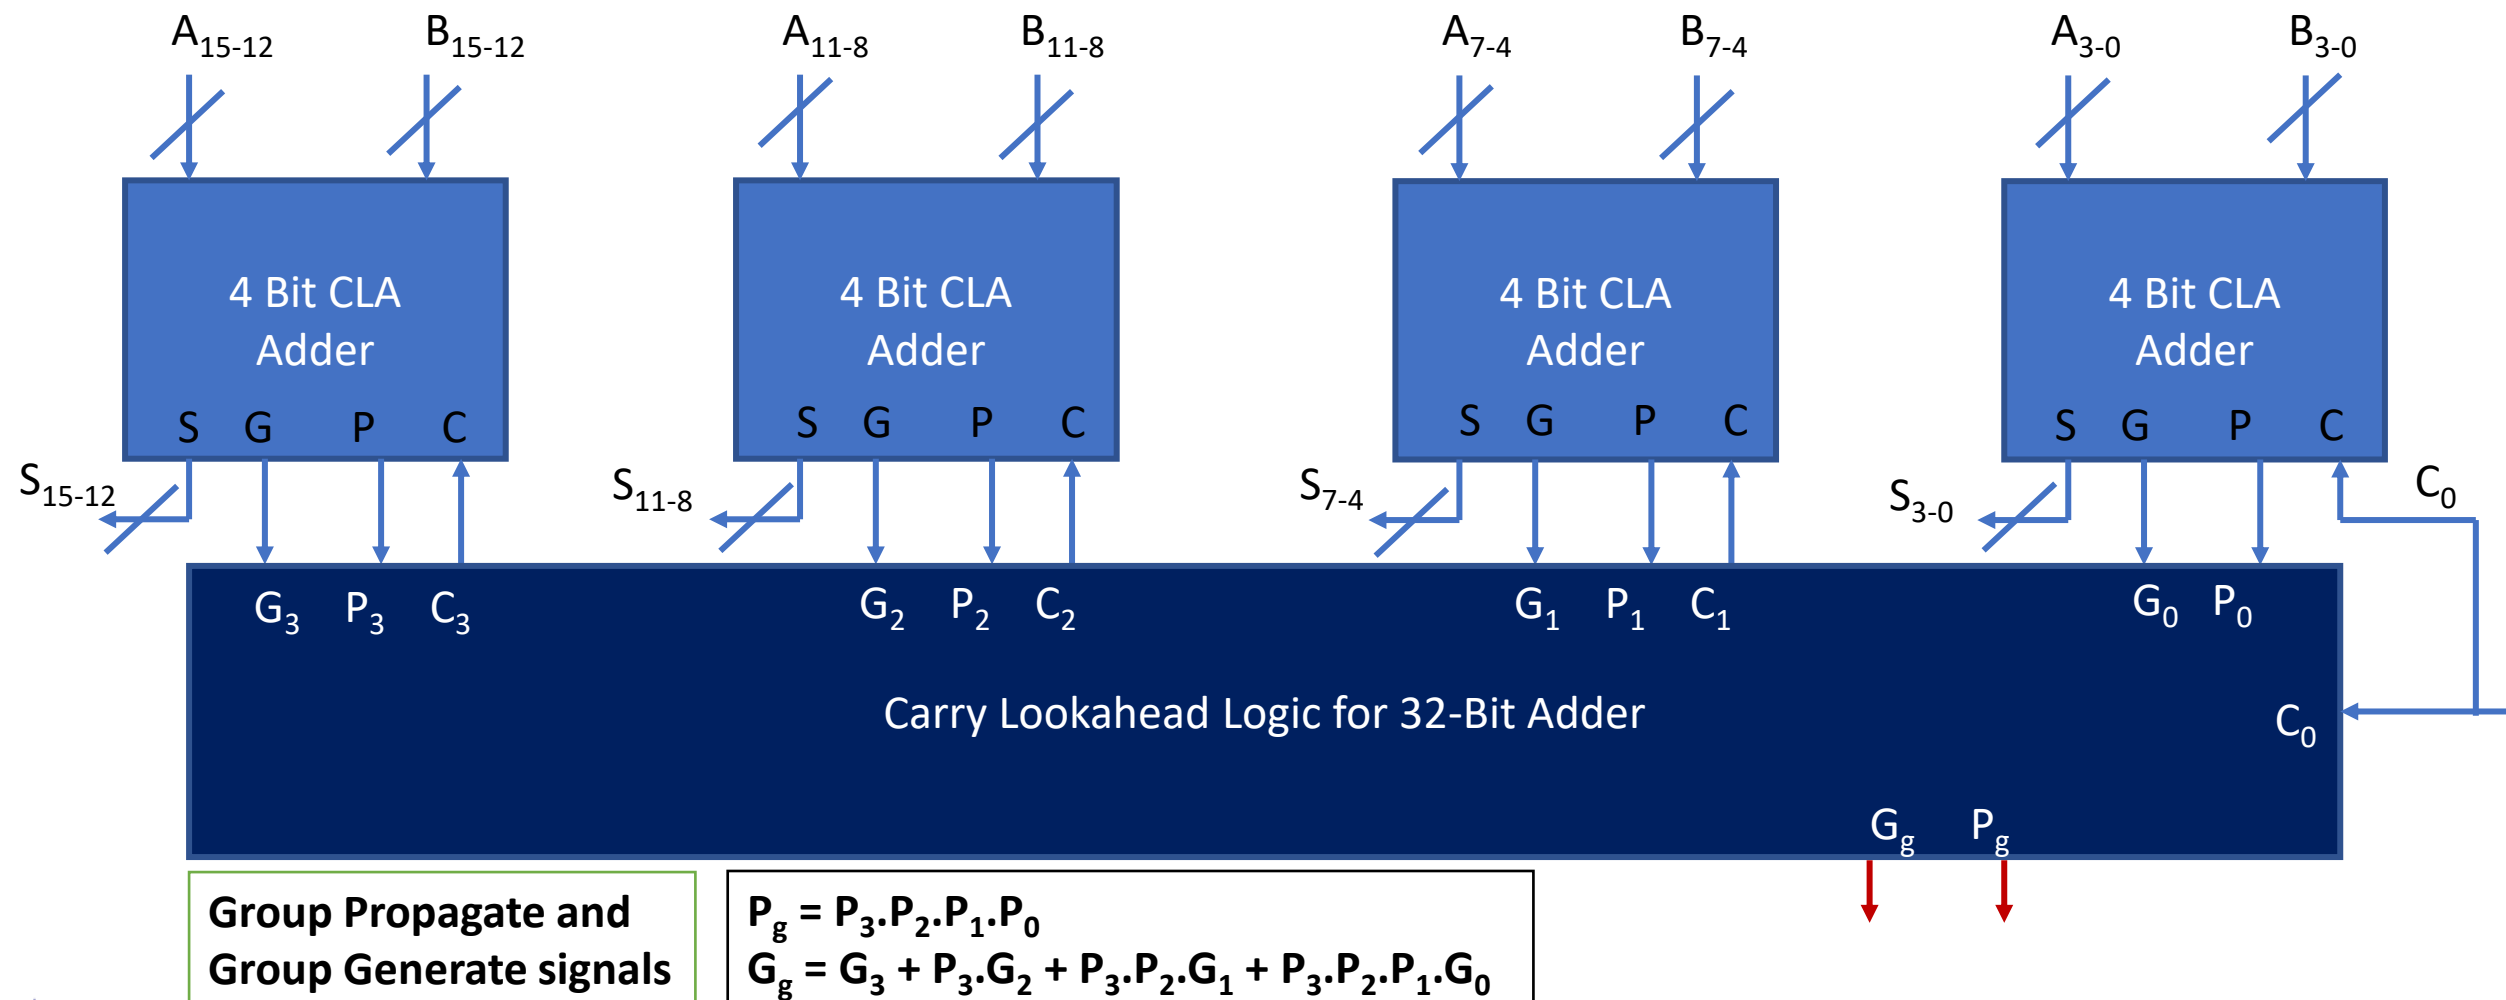 A15-12 B15-12 A11-8 B11-8 A7-4 B7-4 A3-0 B3-0
4 Bit CLA 4 Bit CLA 4 Bit CLA 4 Bit CLA
Adder Adder Adder Adder
S G P C S G P C S G P C S G P C
S15-12 S11-8 S7-4 S3-0 C0
G3 P3 C3 G2 P2 C2 G1 P1 C1 G0 P0
Carry Lookahead Logic for 32-Bit Adder
C0
Gg Pg
Group Propagate and
Group Generate signals
Pg = P3.P2.P1.P0
Gg = G3 + P3.G2 + P3.P2.G1 + P3.P2.P1.G0